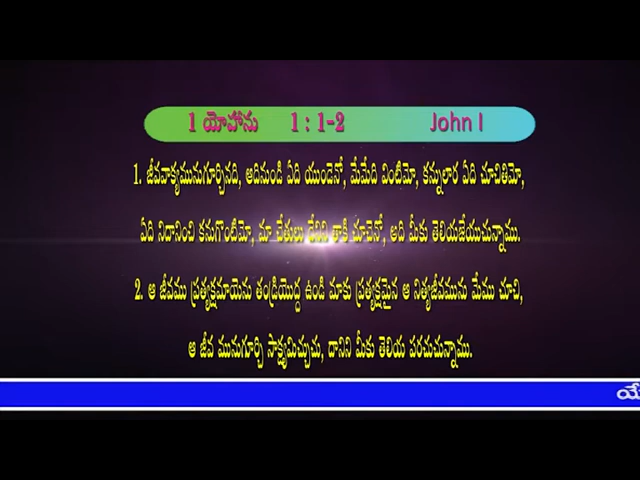 1 యోహాను 1 : 1-2 John I
1. జీవవాక్యమునుగూర్చినది, ఆదినుండి ఏది యుండెనో, మేమేది వింటిమో, కన్నులార ఏది చూచితిమో,
ఏది నిదానించి కనుగొంటిమో, మా చేతులు దేనిని తాకి చూచెనో, అది మీకు తెలియజేయుచున్నాము.
2. ఆ జీవము ప్రత్యక్షమాయెను తండ్రియొద్ద ఉండి మాకు ప్రత్యక్షమైన ఆ నిత్యజీవమును మేము చూచి,
ఆ జీవ మునుగూర్చి సాక్ష్యమిచ్చుచు, దానిని మీకు తెలియ పరచుచున్నాము.